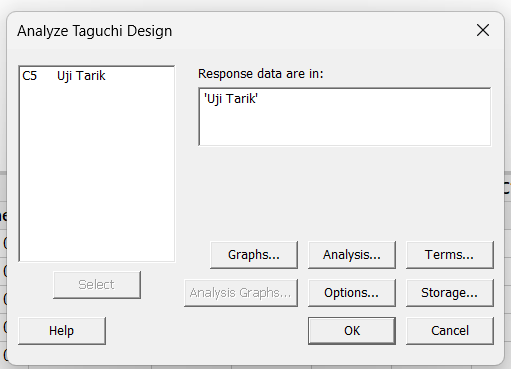 Analyze Taguchi Design
C5 Uji Tarik
Response data are in:
'Uji Tarik'
Graphs... Analysis... Terms...
Select Analysis Graphs... Options... Storage...
Help OK Cancel